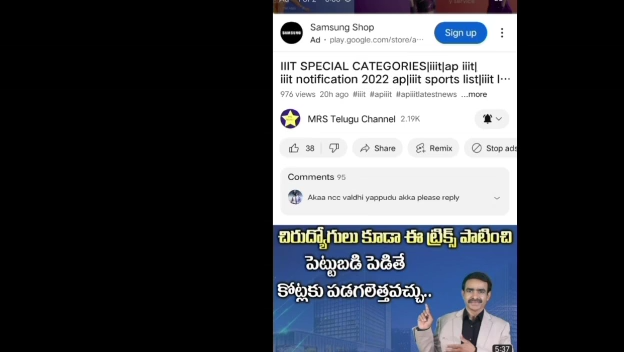 SAMSUNG
Samsung Shop
Ad • play.google.com/store/a...
Sign up
IIIT SPECIAL CATEGORIES|iiit|ap iiit|
iiit notification 2022 ap|iiit sports list|iiit l...
976 views 20h ago #iiit #apiiit #apiiitlatestnews ...more
MRS Telugu Channel 2.19K
38 Share Remix Stop ads
Comments 95
Akaa ncc valdhi yappudu akka please reply
చిరుద్యోగులు కూడా ఈ ట్రిక్స్ పాటించి
పెట్టుబడి పెడితే
కోట్లకు పడగలెత్తవచ్చు..
5:37